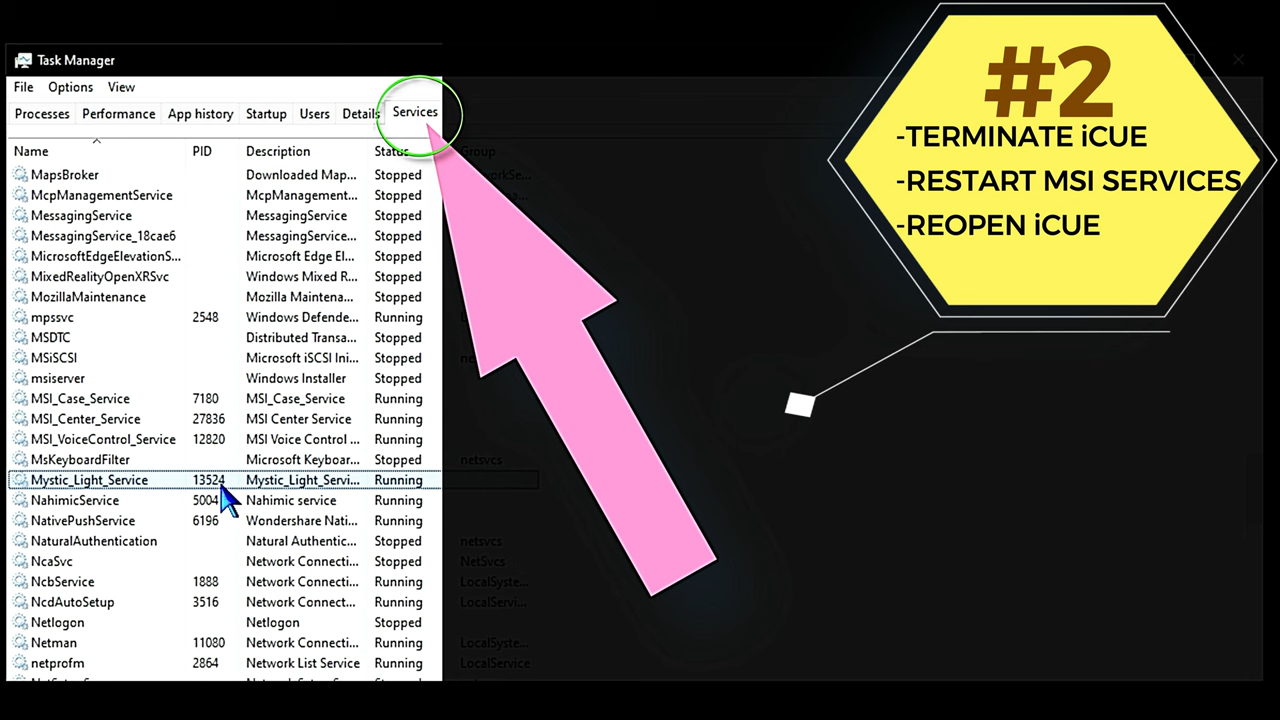 Task Manager
File Options View
Processes Performance App history Startup Users Details Services
Name PID Description Status Group
MapsBroker Downloaded Map... Stopped
McpManagementService McpManagement... Stopped
MessagingService MessagingService Stopped
MessagingService_18cae6 MessagingService... Stopped
MicrosoftEdgeElevationS... Microsoft Edge El... Stopped
MixedRealityOpenXRSvc Windows Mixed R... Stopped
MozillaMaintenance Mozilla Maintena... Stopped
mpssvc 2548 Windows Defende... Running
MSDTC Distributed Transa... Stopped
MSiSCSI Microsoft iSCSI Ini... Stopped
msiserver Windows Installer Stopped
MSI_Case_Service 7180 MSI_Case_Service Running
MSI_Center_Service 27836 MSI Center Service Running
MSI_VoiceControl_Service 12820 MSI Voice Control ... Running
MsKeyboardFilter Microsoft Keyboar... Stopped netsvcs
Mystic_Light_Service 13524 Mystic_Light_Servi... Running
NahimicService 5004 Nahimic service Running
NativePushService 6196 Wondershare Nati... Running
NaturalAuthentication Natural Authentic... Stopped netsvcs
NcaSvc Network Connecti... Stopped NetSvcs
NcbService 1888 Network Connecti... Running LocalSyste...
NcdAutoSetup 3516 Network Connect... Running LocalServi...
Netlogon Netlogon Stopped
Netman 11080 Network Connecti... Running LocalSyste...
netprofm 2864 Network List Service Running LocalService
#2
-TERMINATE iCUE
-RESTART MSI SERVICES
-REOPEN iCUE